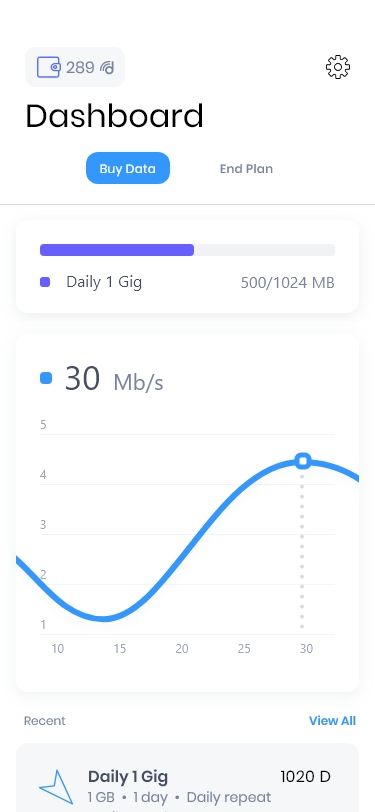 289
Dashboard
Buy Data
End Plan
Daily 1 Gig
500/1024 MB
30 Mb/s
5
4
3
2
1
10 15 20 25 30
Recent
View All
Daily 1 Gig
1020 D
1 GB • 1 day • Daily repeat